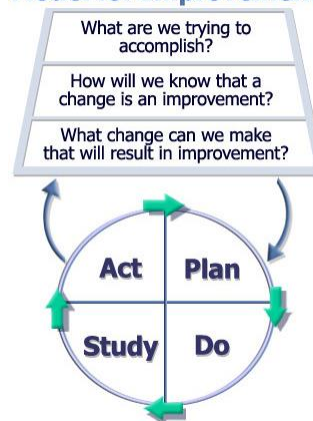 What are we trying to
accomplish?
How will we know that a
change is an improvement?
What change can we make
that will result in improvement?
Act Plan
Study Do